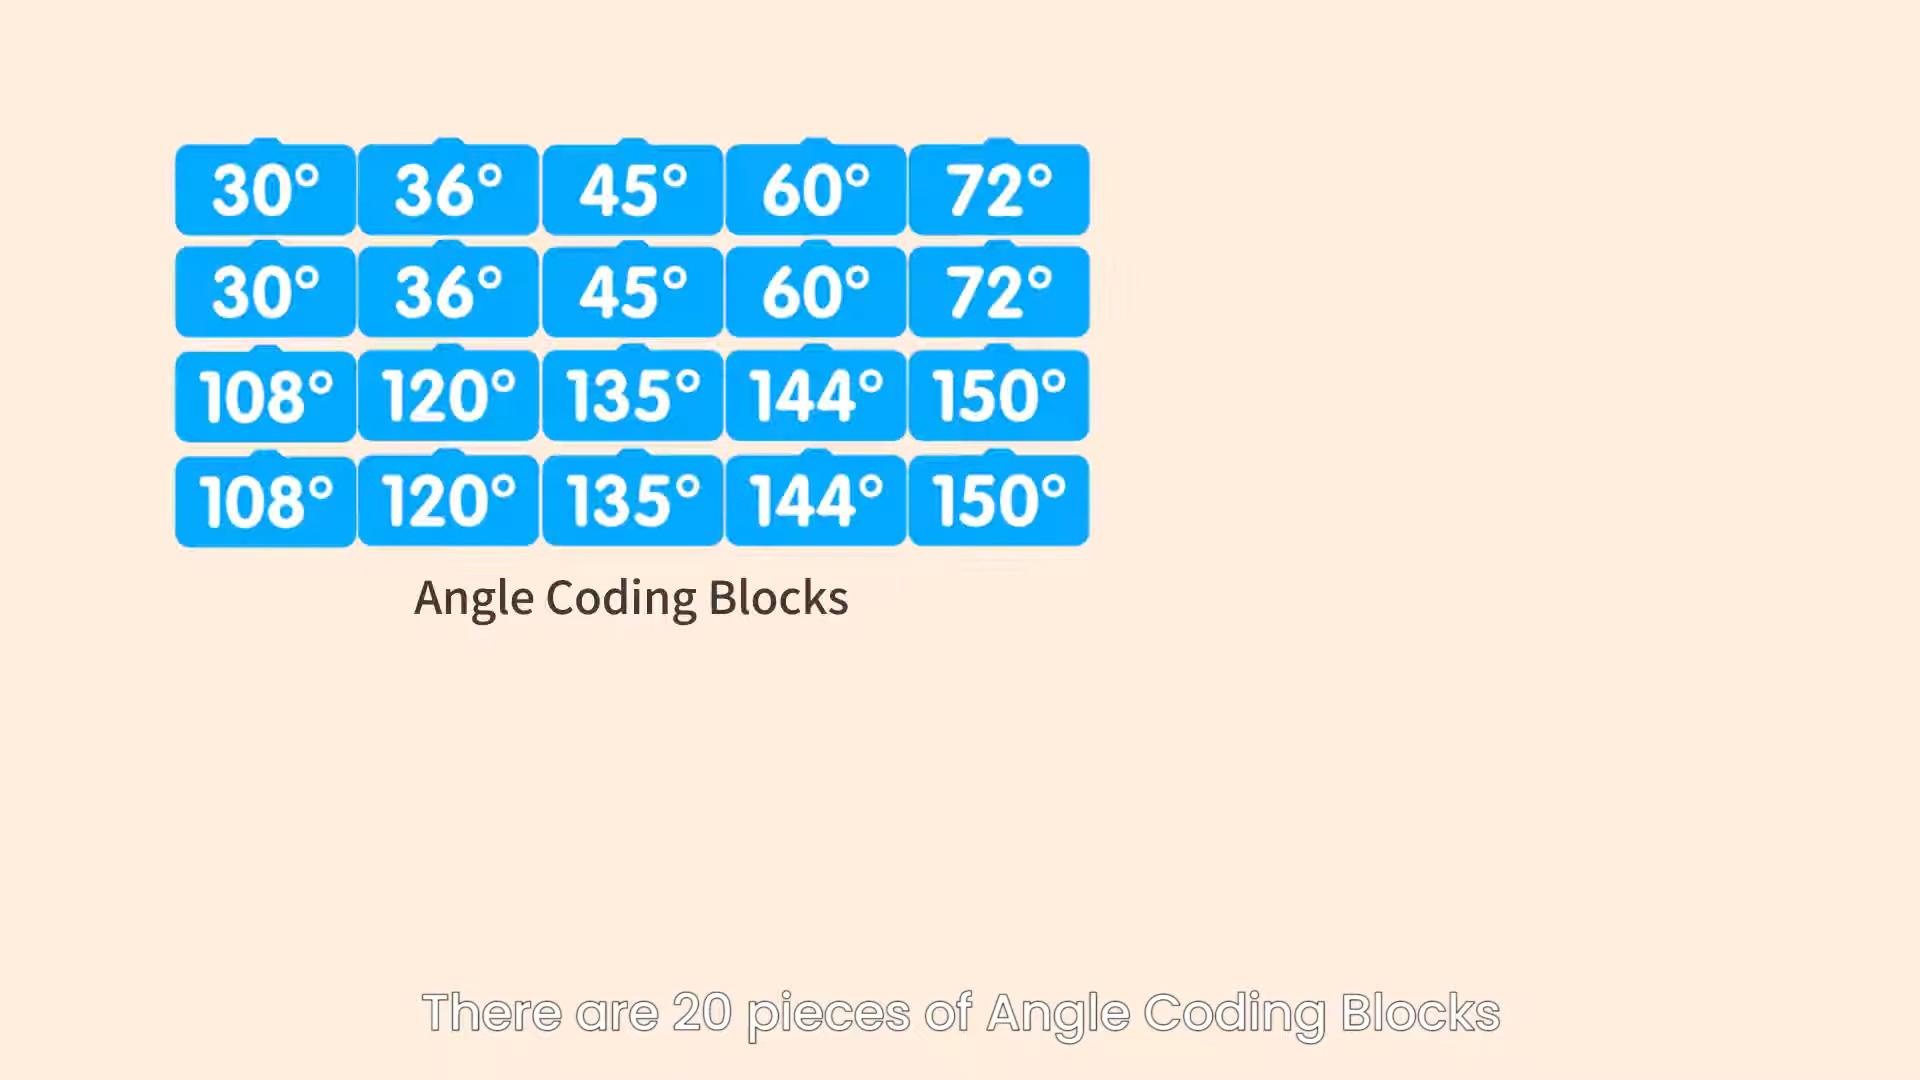 30° 36° 45° 60° 72°
30° 36° 45° 60° 72°
108° 120° 135° 144° 150°
108° 120° 135° 144° 150°
Angle Coding Blocks
There are 20 pieces of Angle Coding Blocks